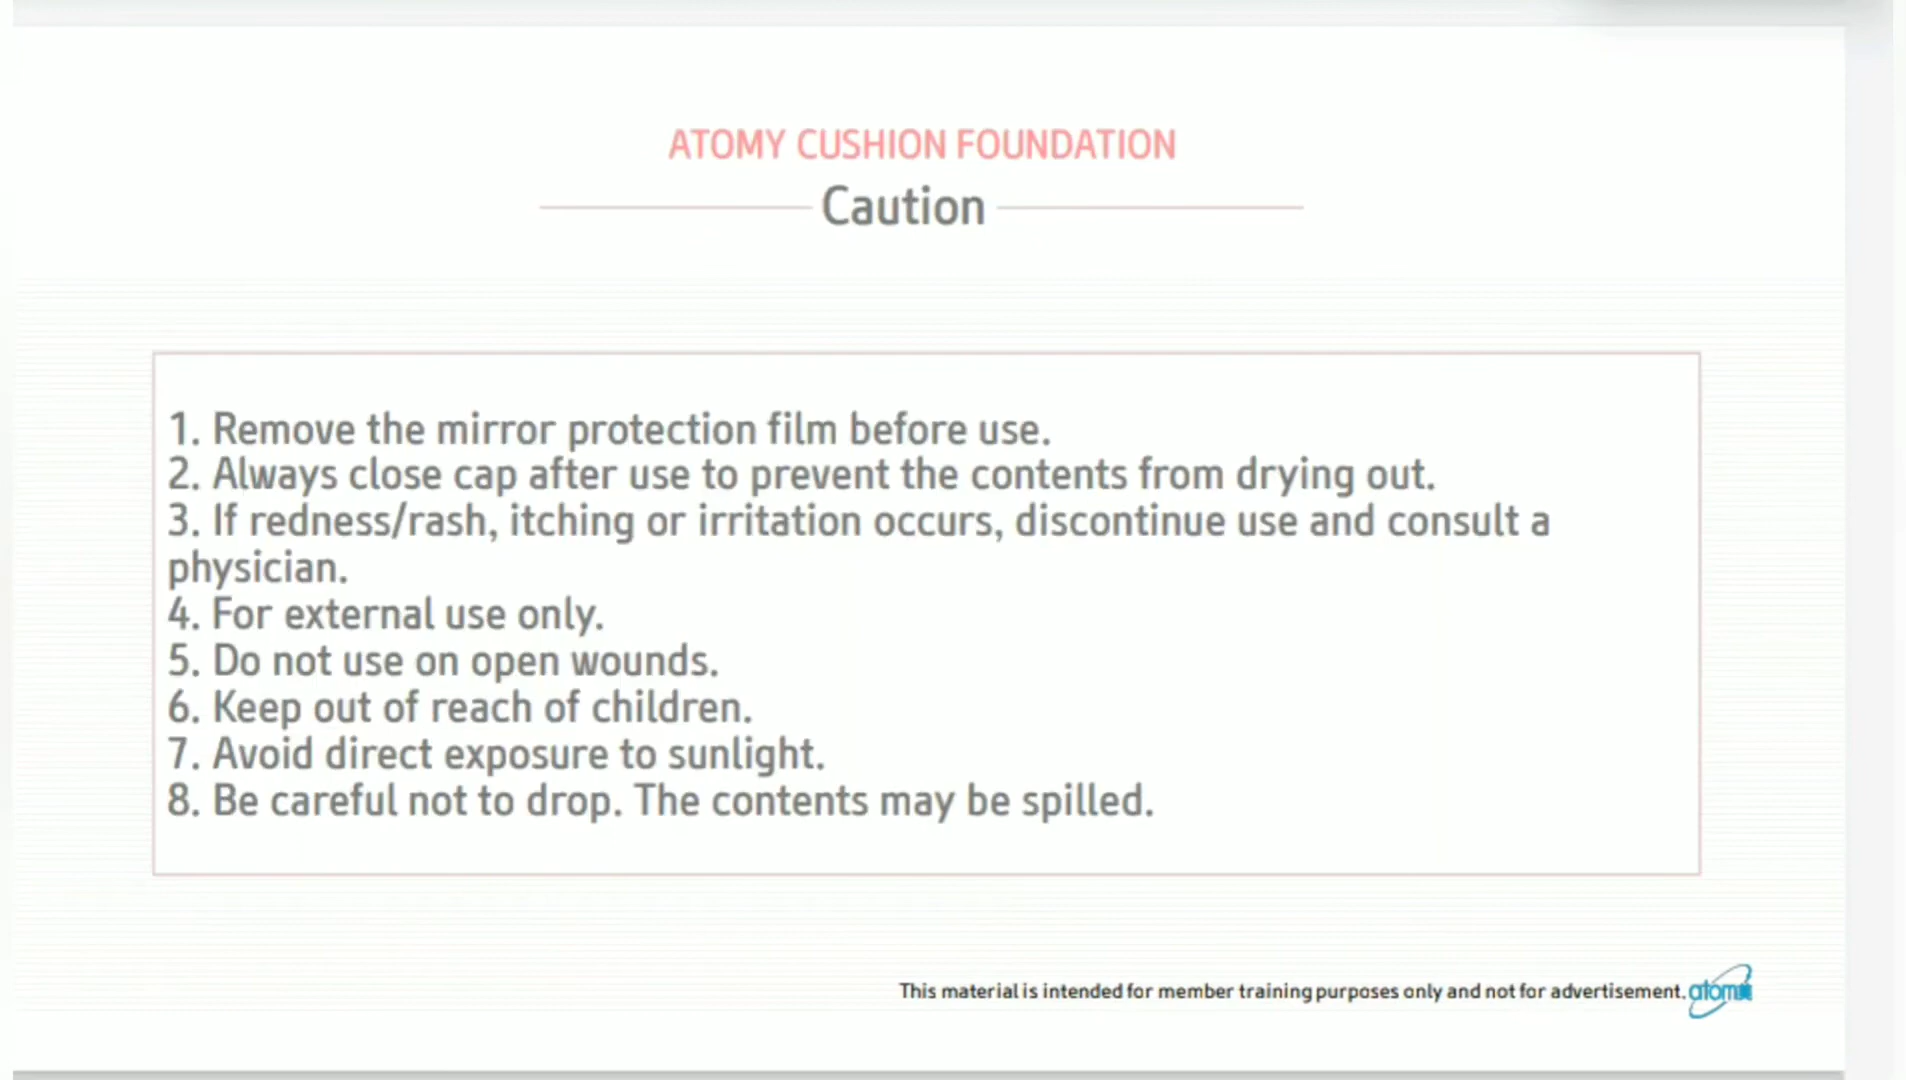 ATOMY CUSHION FOUNDATION
Caution
1. Remove the mirror protection film before use.
2. Always close cap after use to prevent the contents from drying out.
3. If redness/rash, itching or irritation occurs, discontinue use and consult a
physician.
4. For external use only.
5. Do not use on open wounds.
6. Keep out of reach of children.
7. Avoid direct exposure to sunlight.
8. Be careful not to drop. The contents may be spilled.
This material is intended for member training purposes only and not for advertisement.